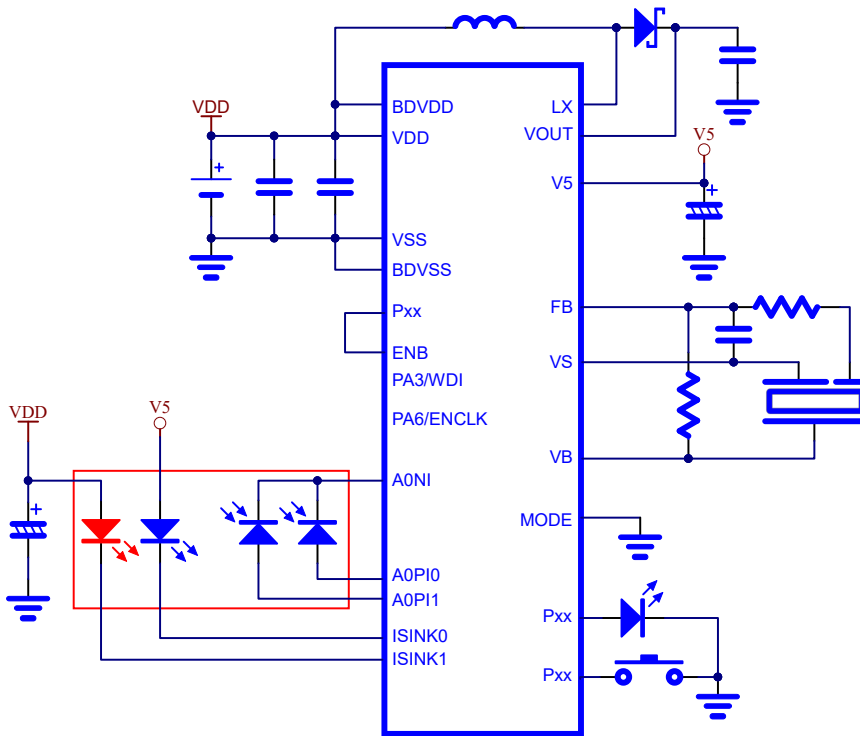 BDVDD
LX
VDD
VDD
VOUT
V5
+
V5
+
VSS
BDVSS
Pxx
FB
ENB
VS
PA3/WDI
VDD
V5
PA6/ENCLK
VB
A0NI
+
MODE
A0PI0
A0PI1
Pxx
ISINK0
ISINK1
Pxx